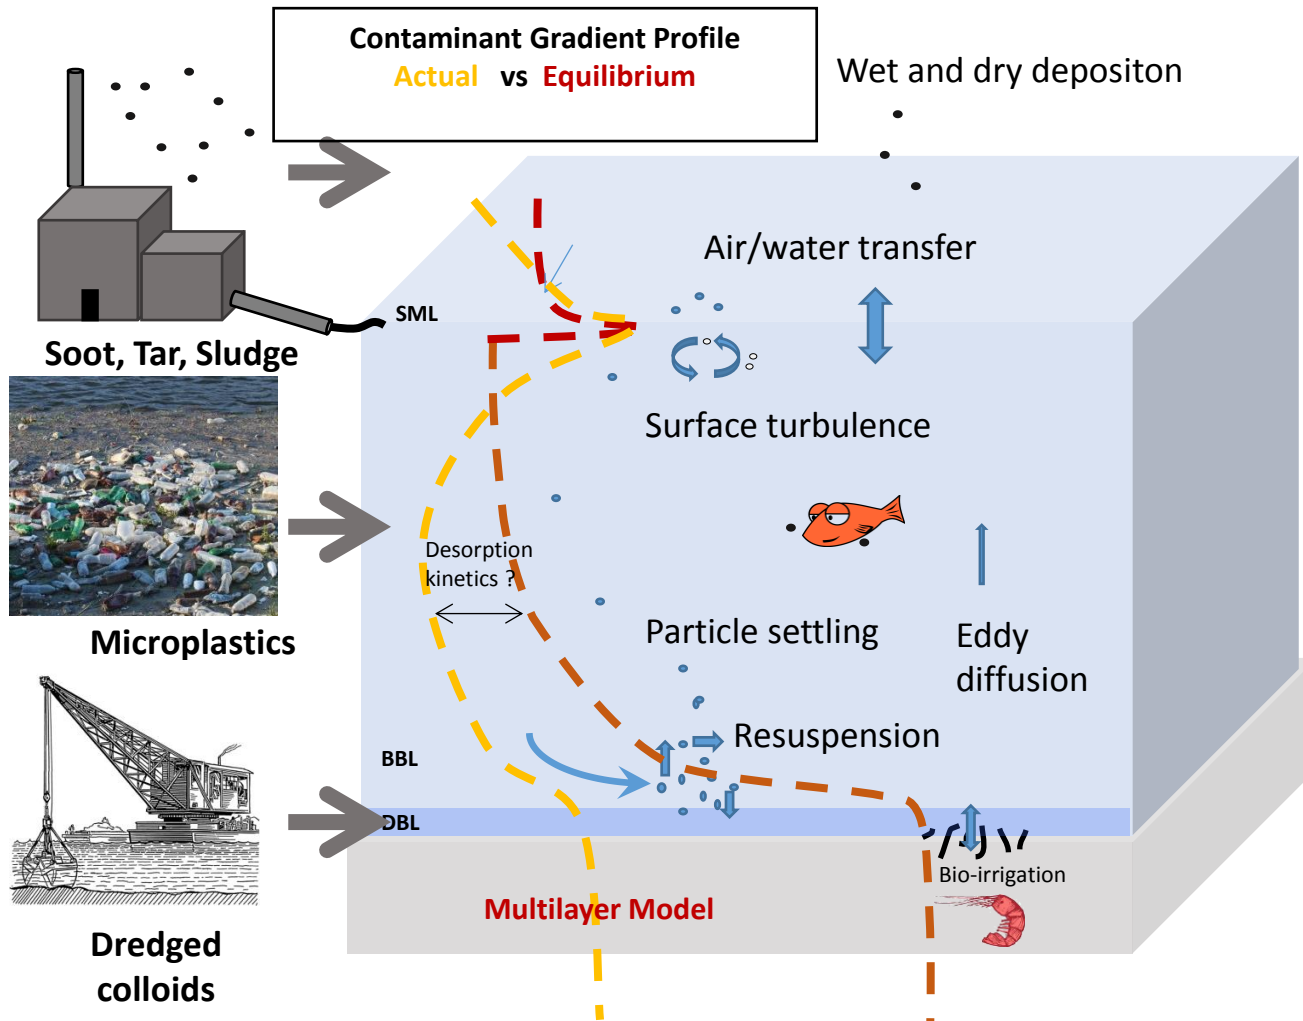 Contaminant Gradient Profile
Actual vs Equilibrium
Wet and dry depositon
Air/water transfer
SML
Soot, Tar, Sludge
Surface turbulence
Desorption
kinetics ?
Microplastics
Particle settling
Eddy
diffusion
Resuspension
BBL
DBL
Bio-irrigation
Multilayer Model
Dredged
colloids